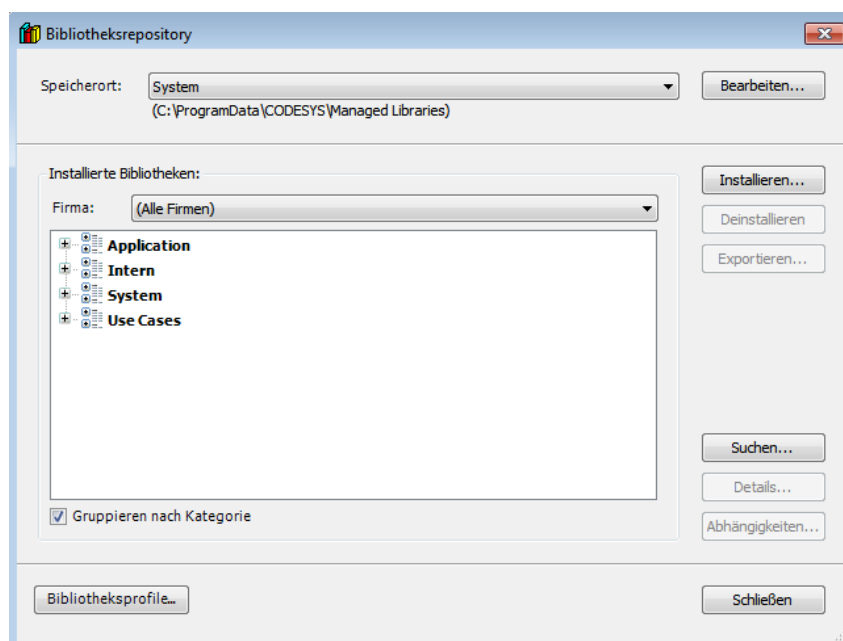 Bibliotheksrepository
Speicherort:
System
Bearbeiten...
(C:\ProgramData\CODESYS\Managed Libraries)
Installierte Bibliotheken:
Installieren...
Firma:
(Alle Firmen)
Deinstallieren
Application
Exportieren...
Intern
System
Use Cases
Suchen...
Details...
Gruppieren nach Kategorie
Abhängigkeiten...
Bibliotheksprofile...
Schließen